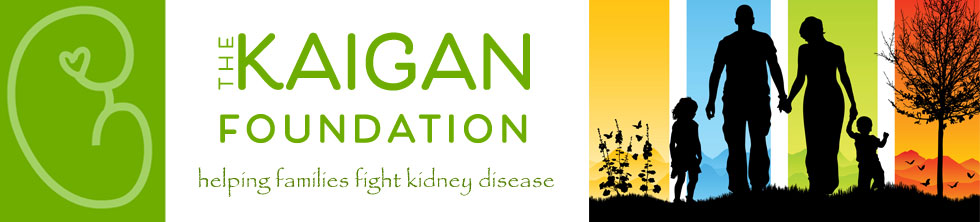 THE
KAIGAN
FOUNDATION
helping families fight kidney disease